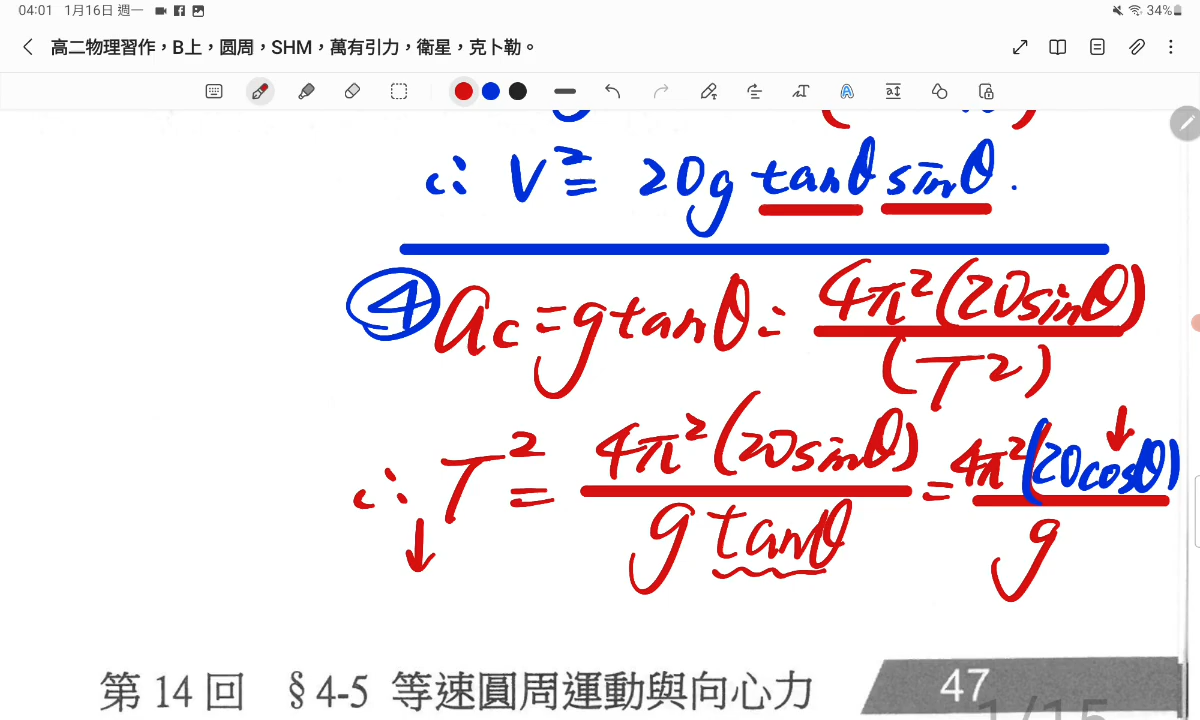 04:01 1月16日 週一 34%
高二物理習作，B上，圓周，SHM，萬有引力，衛星，克卜勒。
∴ V² = 20g tanθ sinθ.
④ ac = g tanθ = 4π²(20sinθ) / (T²)
∴ T² = 4π²(20sinθ) / g tanθ = 4π²(20cosθ) / g
第 14 回 §4-5 等速圓周運動與向心力 47
1/15